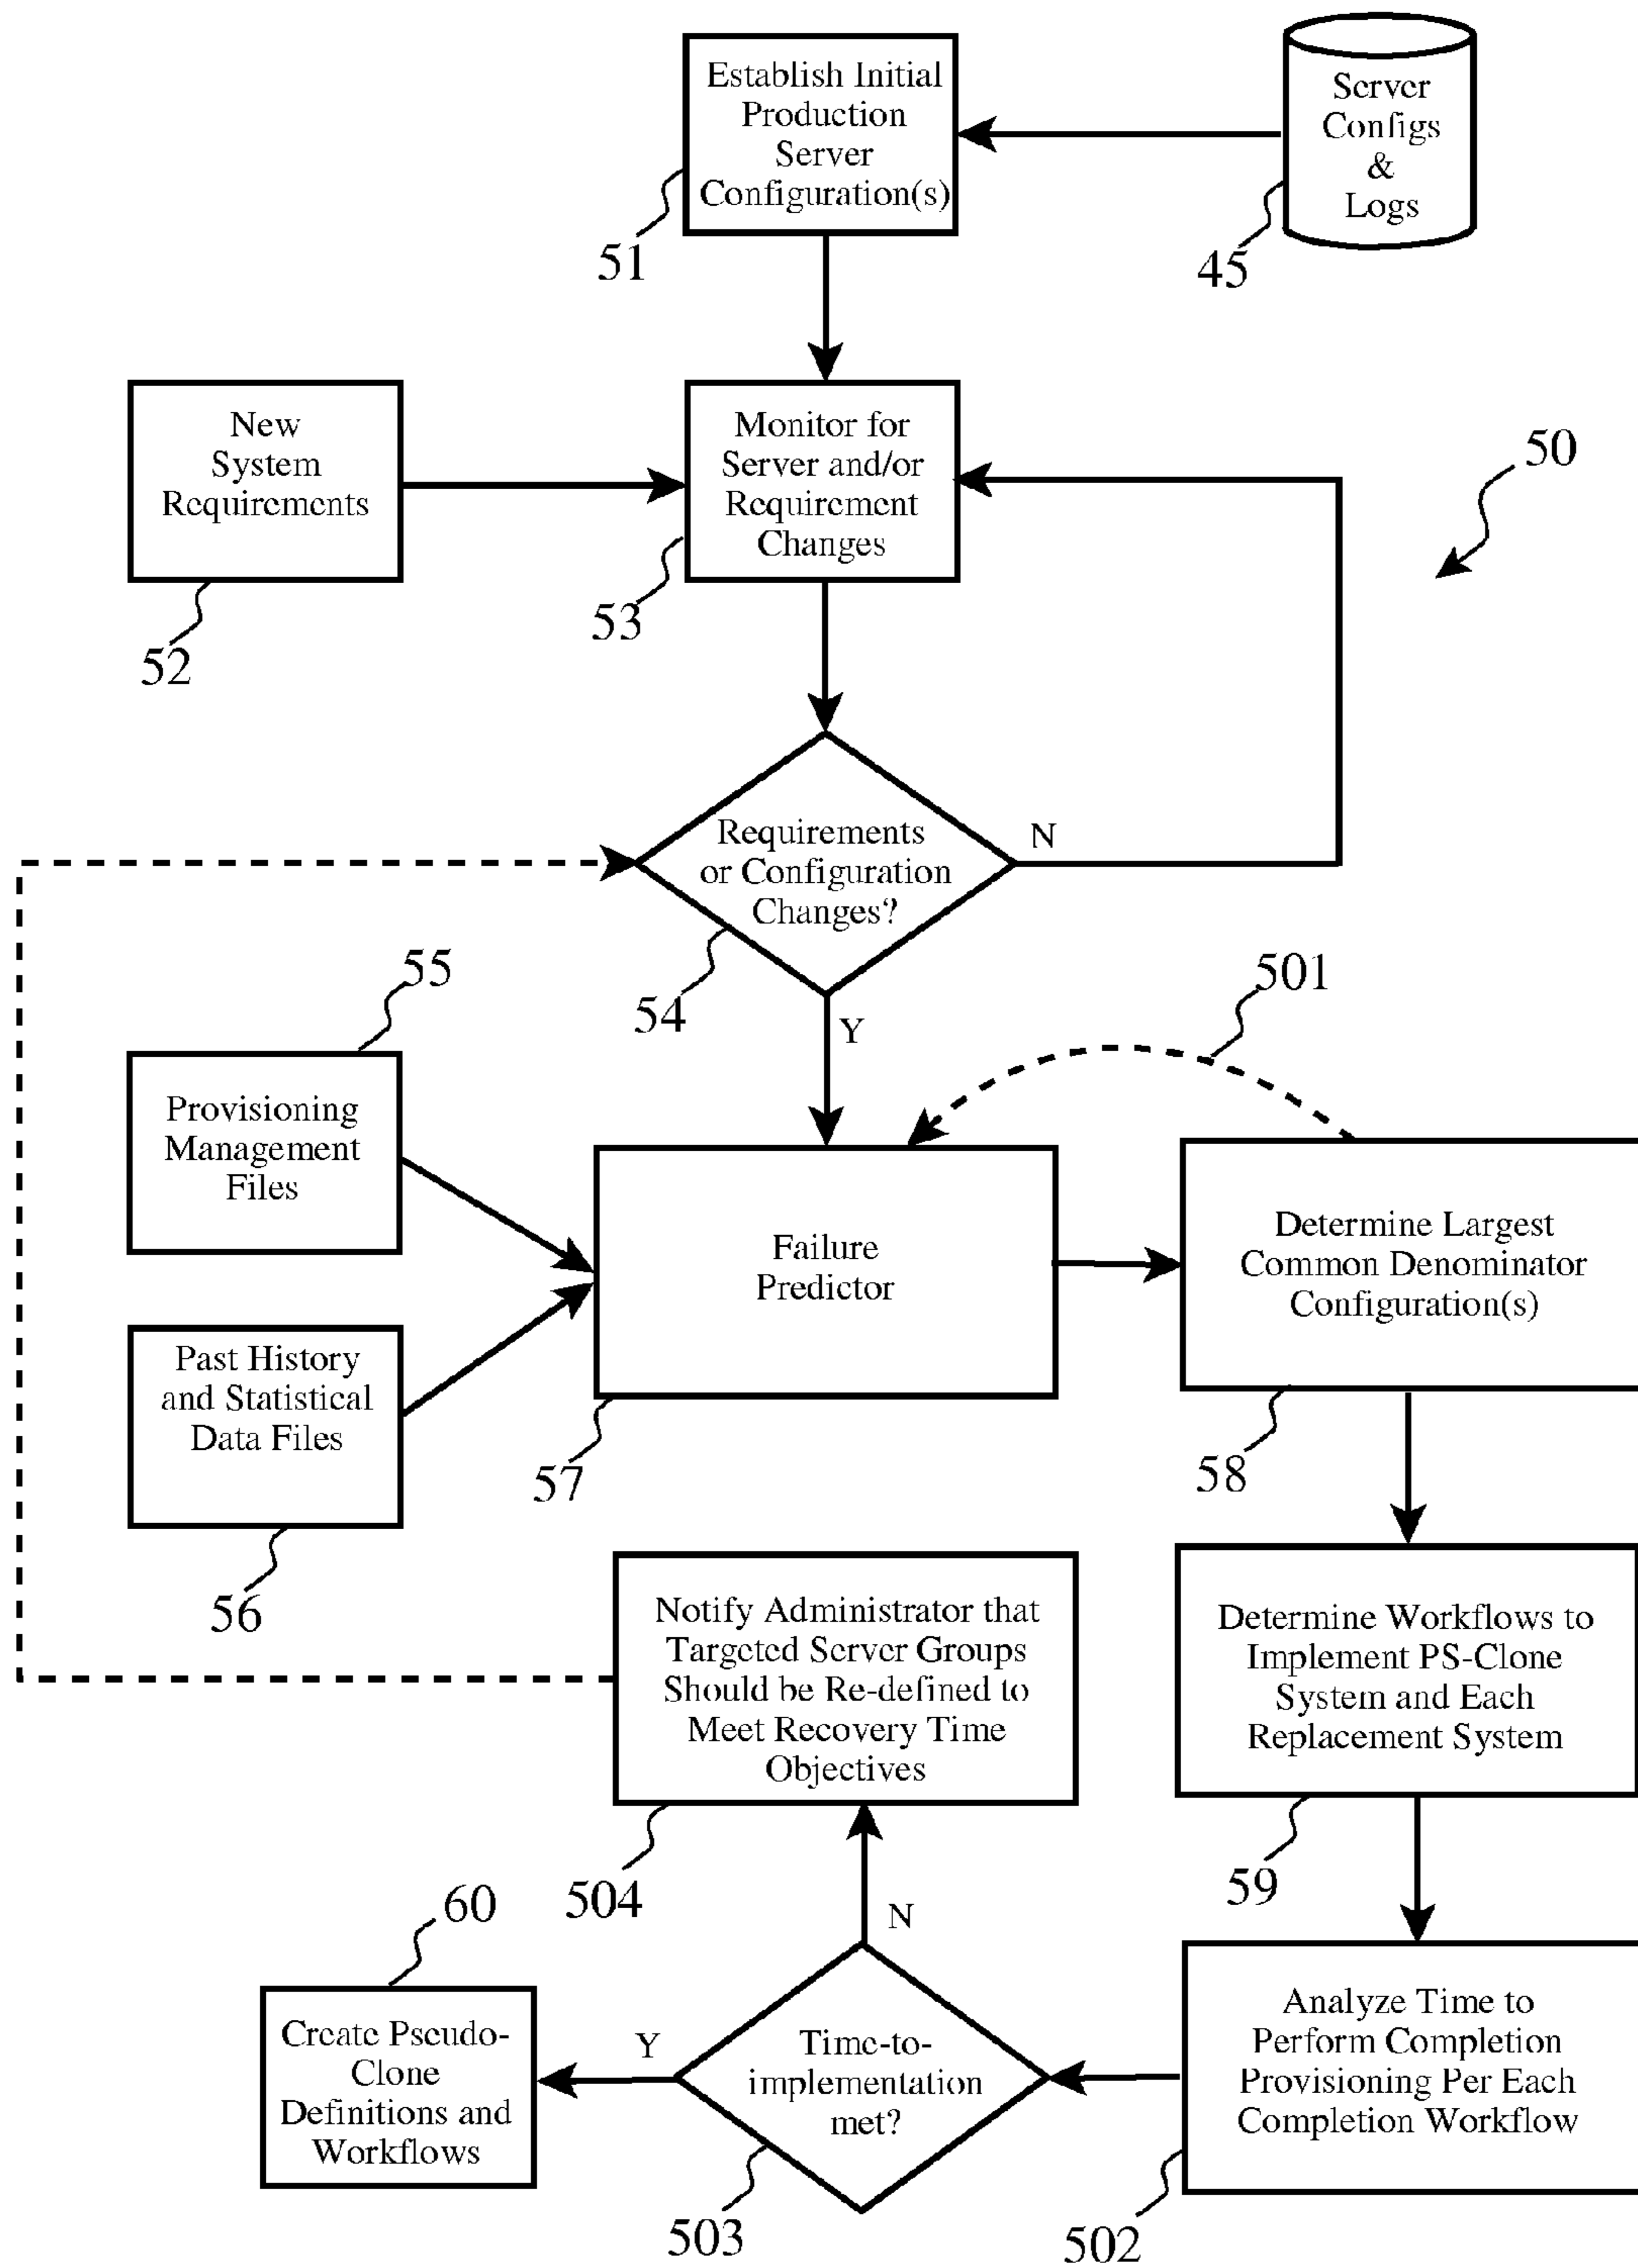 Establish Initial
Production
Server
Configuration(s)
51
Server
Configs
&
Logs
45
New
System
Requirements
52
Monitor for
Server and/or
Requirement
Changes
53
50
Requirements
or Configuration
Changes?
N
54
Y
55
501
Provisioning
Management
Files
Failure
Predictor
57
Determine Largest
Common Denominator
Configuration(s)
58
Past History
and Statistical
Data Files
56
Notify Administrator that
Targeted Server Groups
Should be Re-defined to
Meet Recovery Time
Objectives
504
Determine Workflows to
Implement PS-Clone
System and Each
Replacement System
59
60
N
Create Pseudo-
Clone
Definitions and
Workflows
Y
Time-to-
implementation
met?
503
Analyze Time to
Perform Completion
Provisioning Per Each
Completion Workflow
502